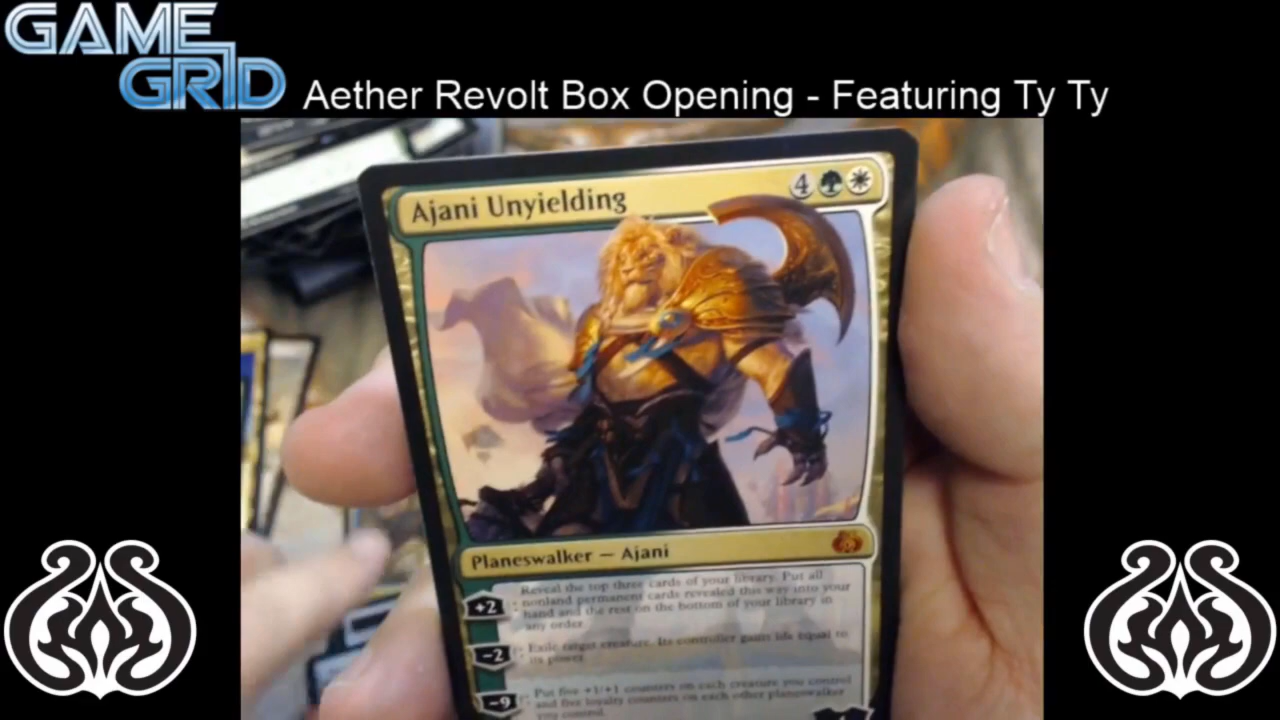 GAME
GRID
Aether Revolt Box Opening - Featuring Ty Ty
Ajani Unyielding
4
Planeswalker — Ajani
+2
: Reveal the top three cards of your library. Put all
nonland permanent cards revealed this way into your
hand and the rest on the bottom of your library in
any order.
-2
: Exile target creature. Its controller gains life equal to
its power.
-9
: Put five +1/+1 counters on each creature you control
and five loyalty counters on each other planeswalker
you control.